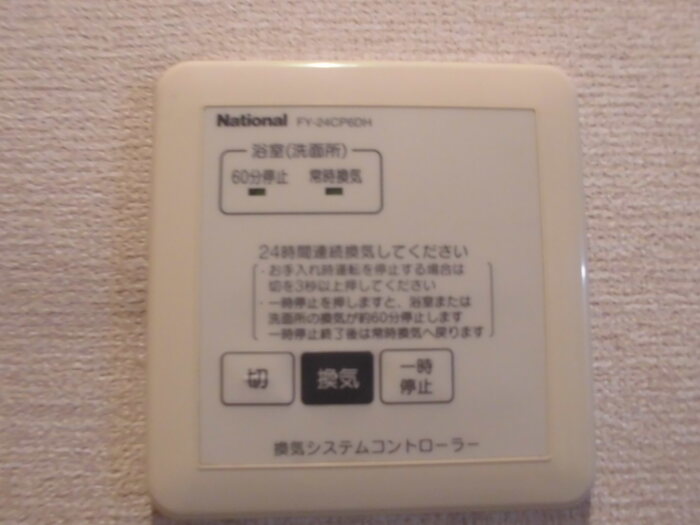 National FY-24CP6DH
浴室(洗面所)
60分停止 常時換気
24時間連続換気してください
・お手入れ時運転を停止する場合は
切を3秒以上押してください
・一時停止を押しますと、浴室または
洗面所の換気が約60分停止します
一時停止終了後は常時換気へ戻ります
切 換気 一時
停止
換気システムコントローラー